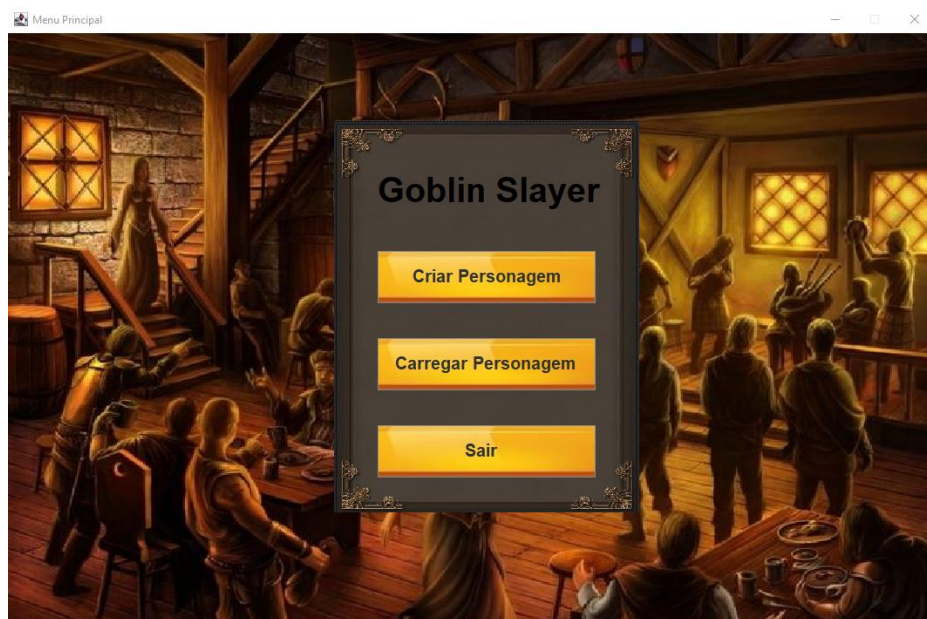 Menu Principal
Goblin Slayer
Criar Personagem
Carregar Personagem
Sair